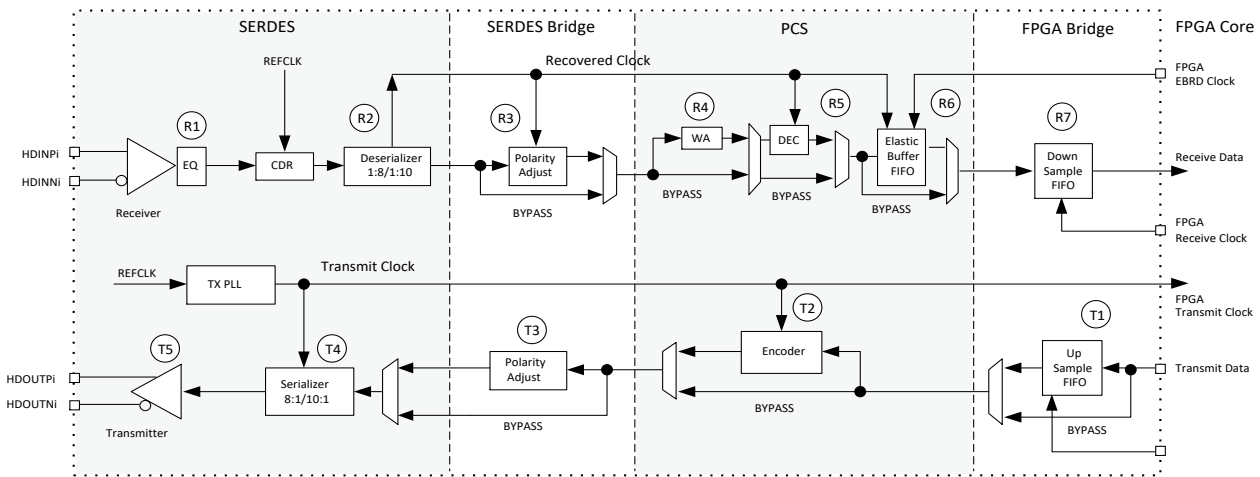 SERDES
SERDES Bridge
PCS
FPGA Bridge
FPGA Core
REFCLK
Recovered Clock
FPGA
EBRD Clock
R1
R2
R3
R4
R5
R6
R7
HDINPi
HDINNi
EQ
CDR
Deserializer
1:8/1:10
Polarity
Adjust
WA
DEC
Elastic
Buffer
FIFO
Down
Sample
FIFO
Receive Data
Receiver
BYPASS
BYPASS
BYPASS
BYPASS
FPGA
Receive Clock
REFCLK
TX PLL
Transmit Clock
FPGA
Transmit Clock
T5
T4
T3
T2
T1
HDOUTPi
HDOUTNi
Serializer
8:1/10:1
Polarity
Adjust
Encoder
Up
Sample
FIFO
Transmit Data
Transmitter
BYPASS
BYPASS
BYPASS